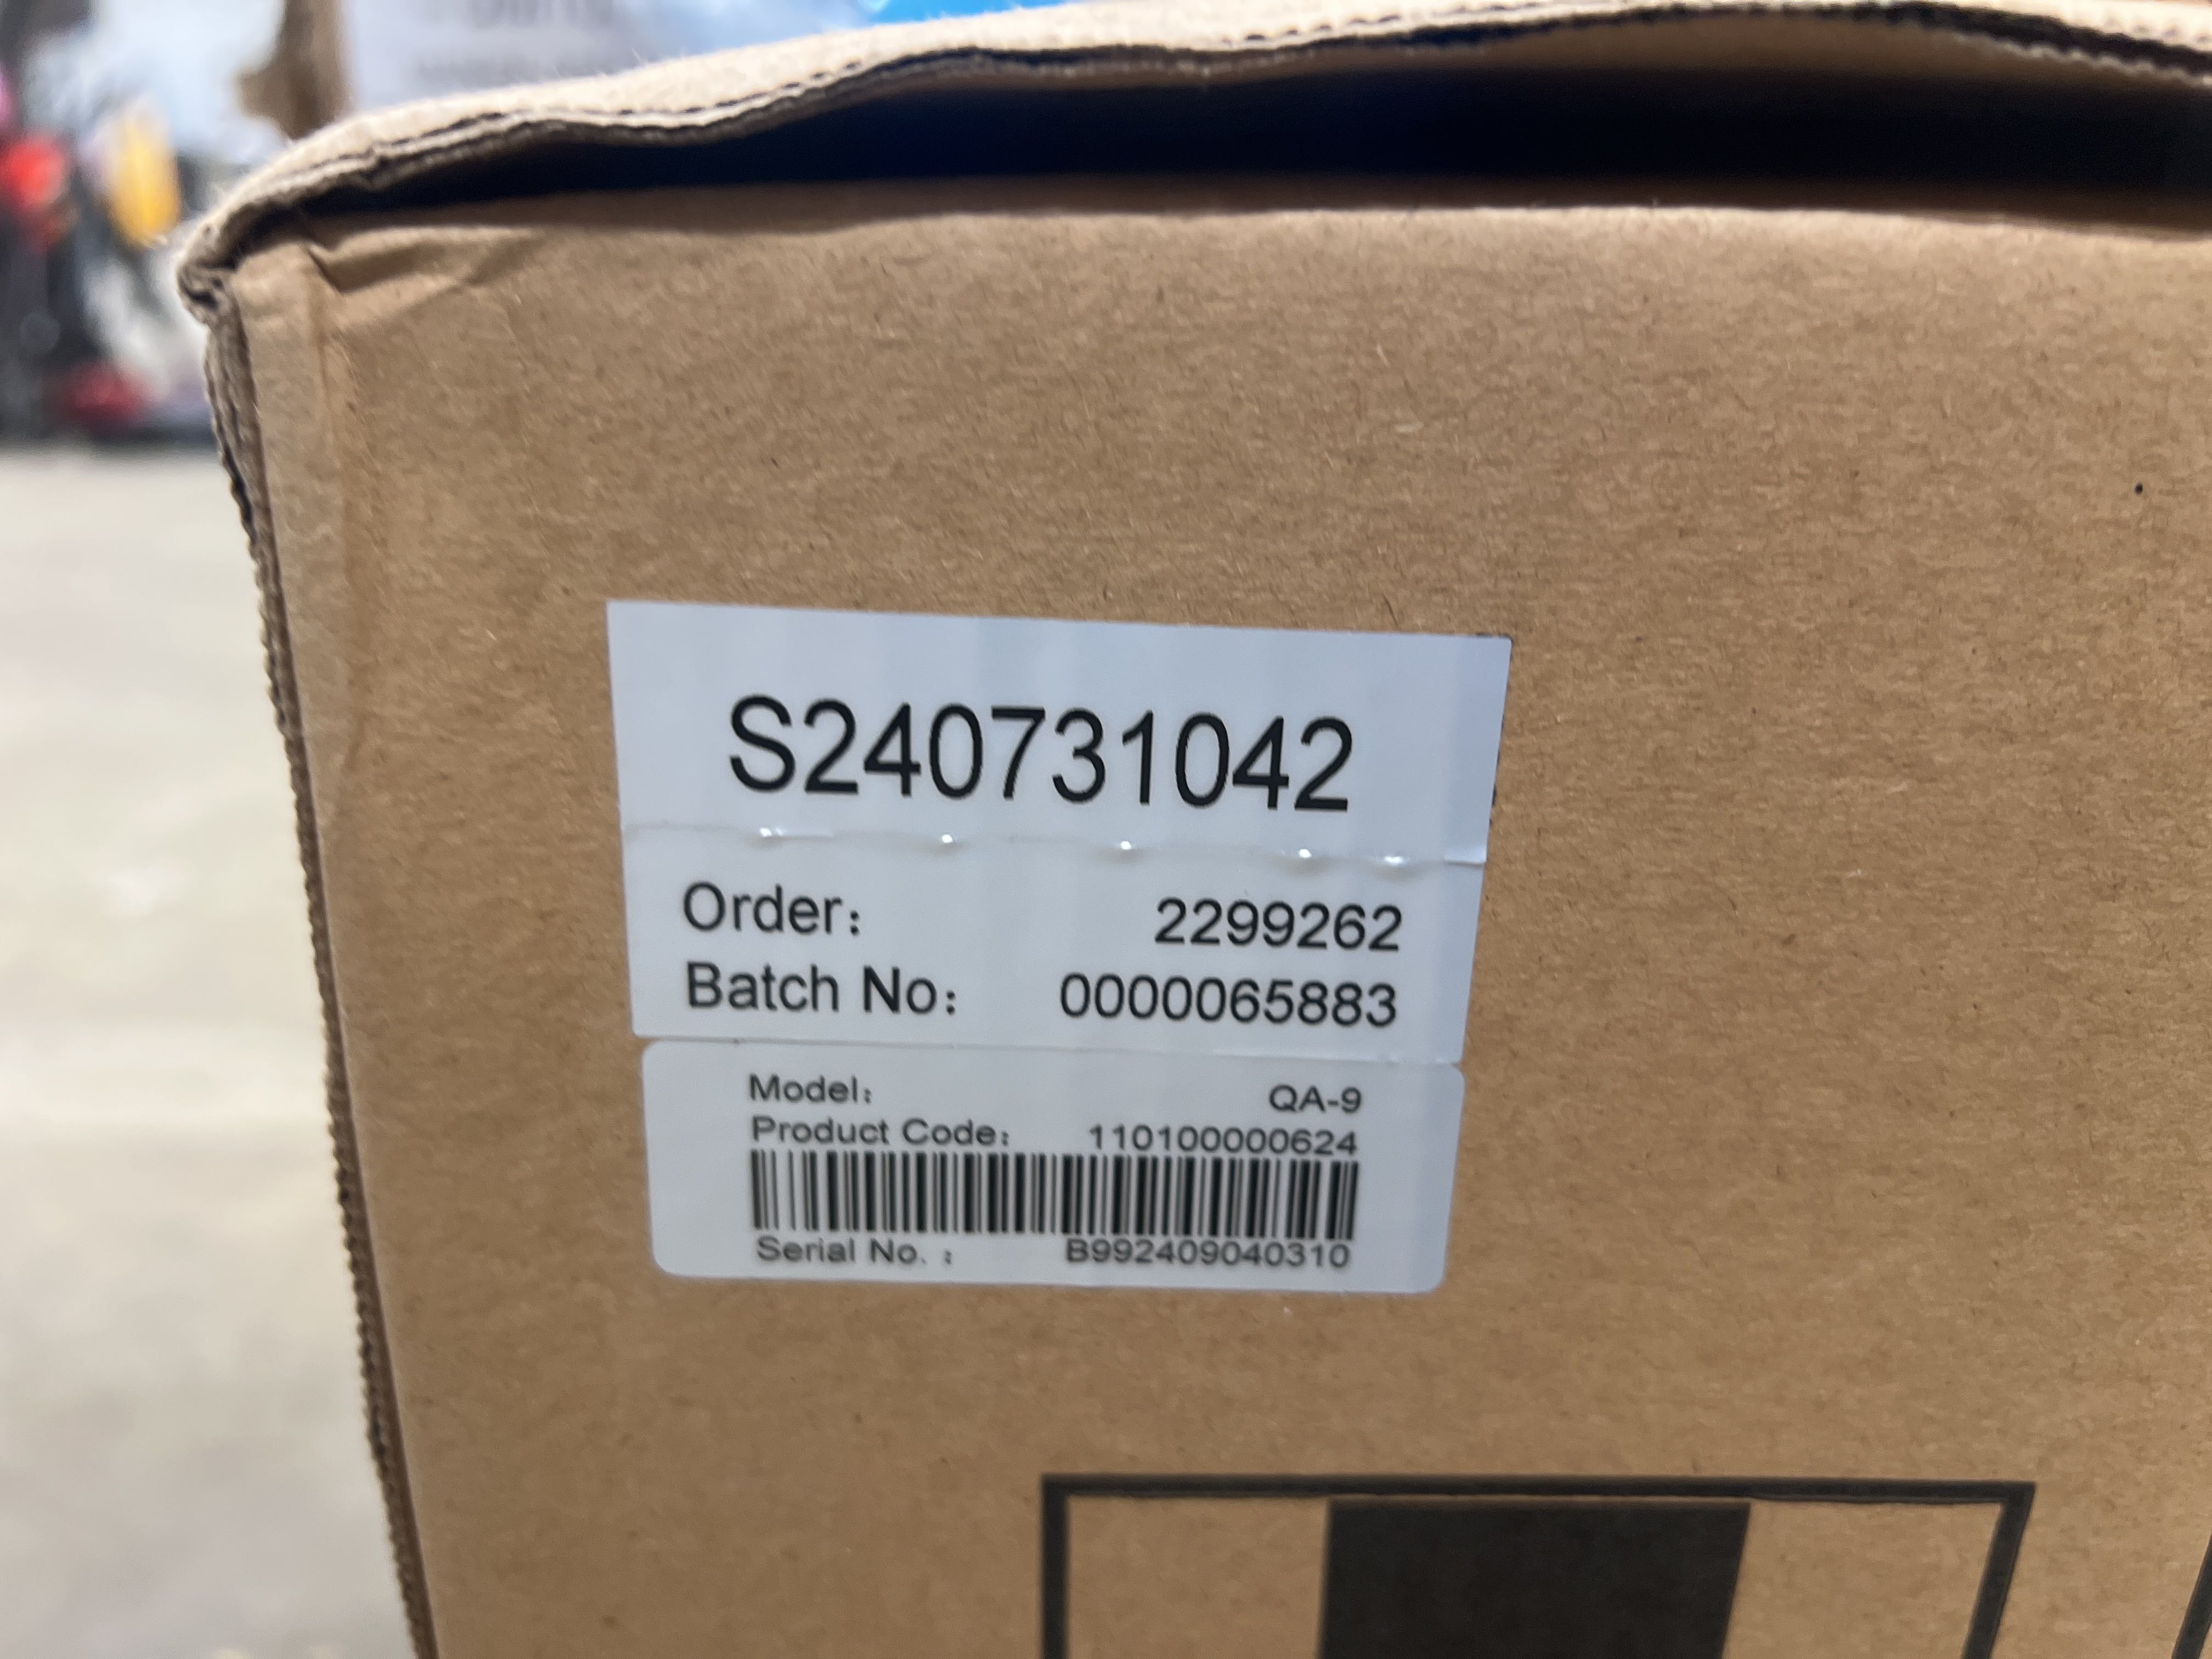 S240731042
Order: 2299262
Batch No: 0000065883
Model: QA-9
Product Code: 110100000624
Serial No. : B992409040310